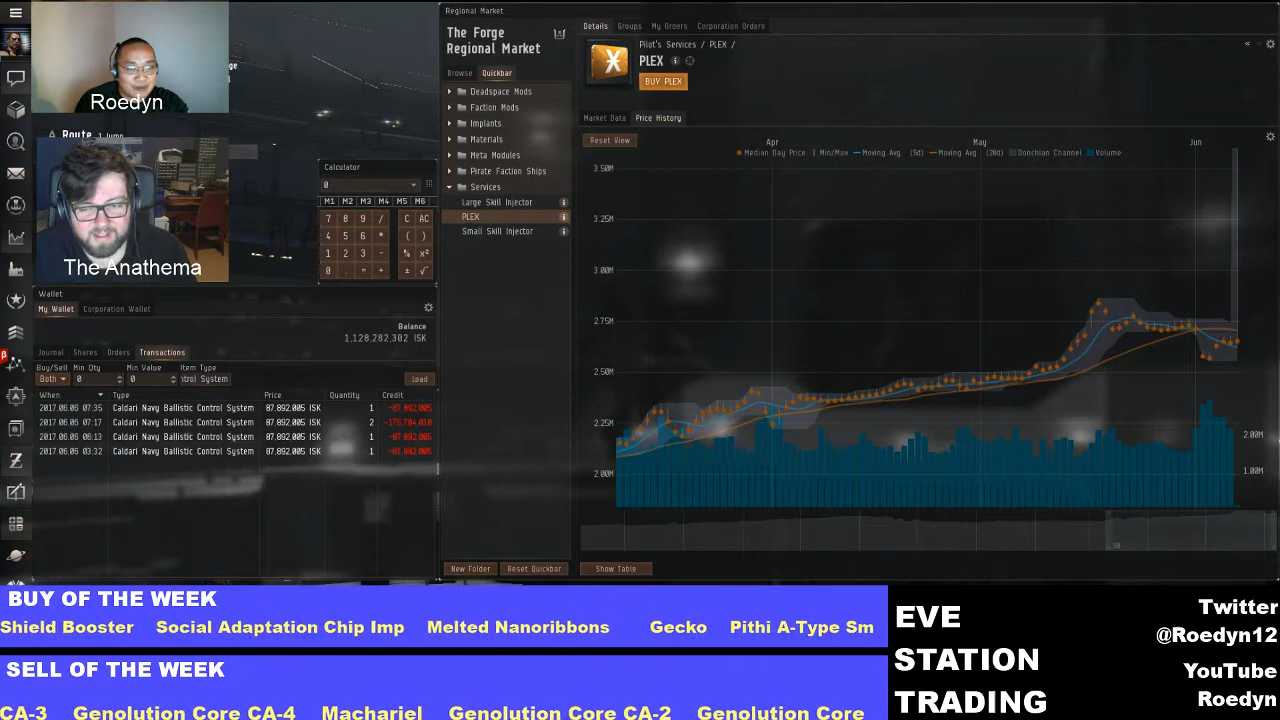 Regional Market
The Forge
Regional Market
Browse
Quickbar
Deadspace Mods
Faction Mods
Implants
Materials
Meta Modules
Pirate Faction Ships
Services
Large Skill Injector
PLEX
Small Skill Injector
New Folder
Reset Quickbar
Details
Groups
My Orders
Corporation Orders
Pilot's Services / PLEX /
PLEX
BUY PLEX
Market Data
Price History
Reset View
Apr
May
Jun
Median Day Price
Min/Max
Moving Avg (5d)
Moving Avg (20d)
Donchian Channel
Volume
3.50M
3.25M
3.00M
2.75M
2.50M
2.25M
2.00M
2.00M
1.00M
90
Show Table
Roedyn
Route 1 Jump
The Anathema
Calculator
0
M1 M2 M3 M4 M5 M6
7 8 9 / C AC
4 5 6 * ( )
1 2 3 - % x²
0 . = + ± √
Wallet
My Wallet
Corporation Wallet
Balance
1,128,282,302 ISK
Journal
Shares
Orders
Transactions
Buy/Sell
Min Qty
Min Value
Item Type
Both
0
0
ntrol System
Load
When Type Price Quantity Credit
2017.06.06 07:35 Caldari Navy Ballistic Control System 87,892,005 ISK 1 -87,892,005
2017.06.06 07:17 Caldari Navy Ballistic Control System 87,892,005 ISK 2 -175,784,010
2017.06.06 06:13 Caldari Navy Ballistic Control System 87,892,005 ISK 1 -87,892,005
2017.06.06 03:32 Caldari Navy Ballistic Control System 87,892,005 ISK 1 -87,892,005
BUY OF THE WEEK
Shield Booster Social Adaptation Chip Imp Melted Nanoribbons Gecko Pithi A-Type Sm
SELL OF THE WEEK
CA-3 Genolution Core CA-4 Machariel Genolution Core CA-2 Genolution Core
EVE
STATION
TRADING
Twitter
@Roedyn12
YouTube
Roedyn